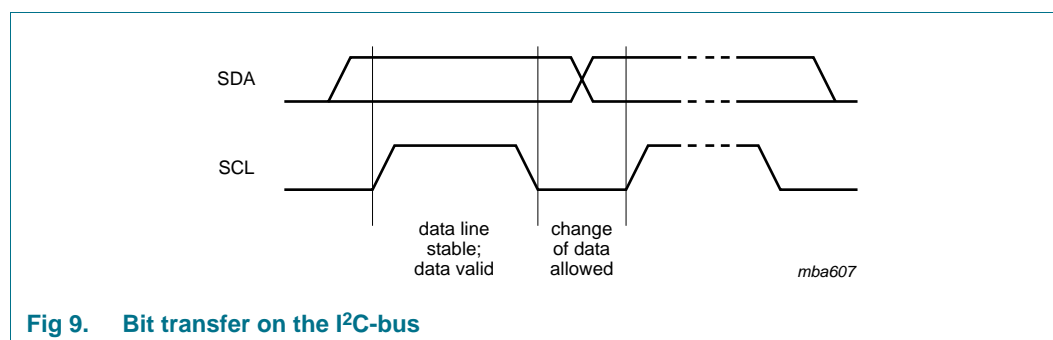 SDA
SCL
data line
stable;
data valid
change
of data
allowed
mba607
Fig 9. Bit transfer on the I²C-bus